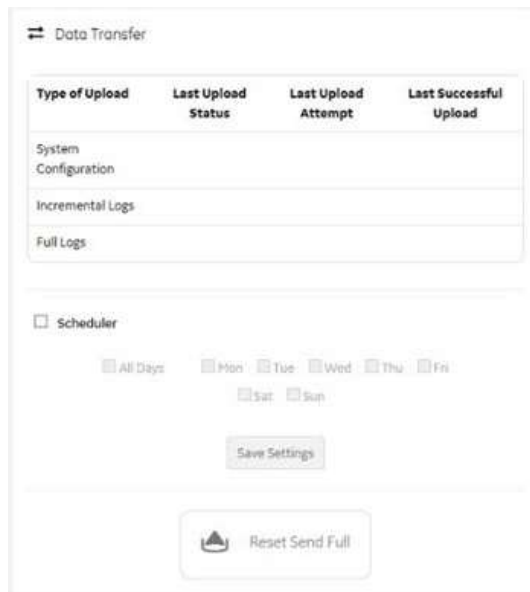 Data Transfer
Type of Upload Last Upload Status Last Upload Attempt Last Successful Upload
System Configuration
Incremental Logs
Full Logs
Scheduler
All Days Mon Tue Wed Thu Fri
Sat Sun
Save Settings
Reset Send Full